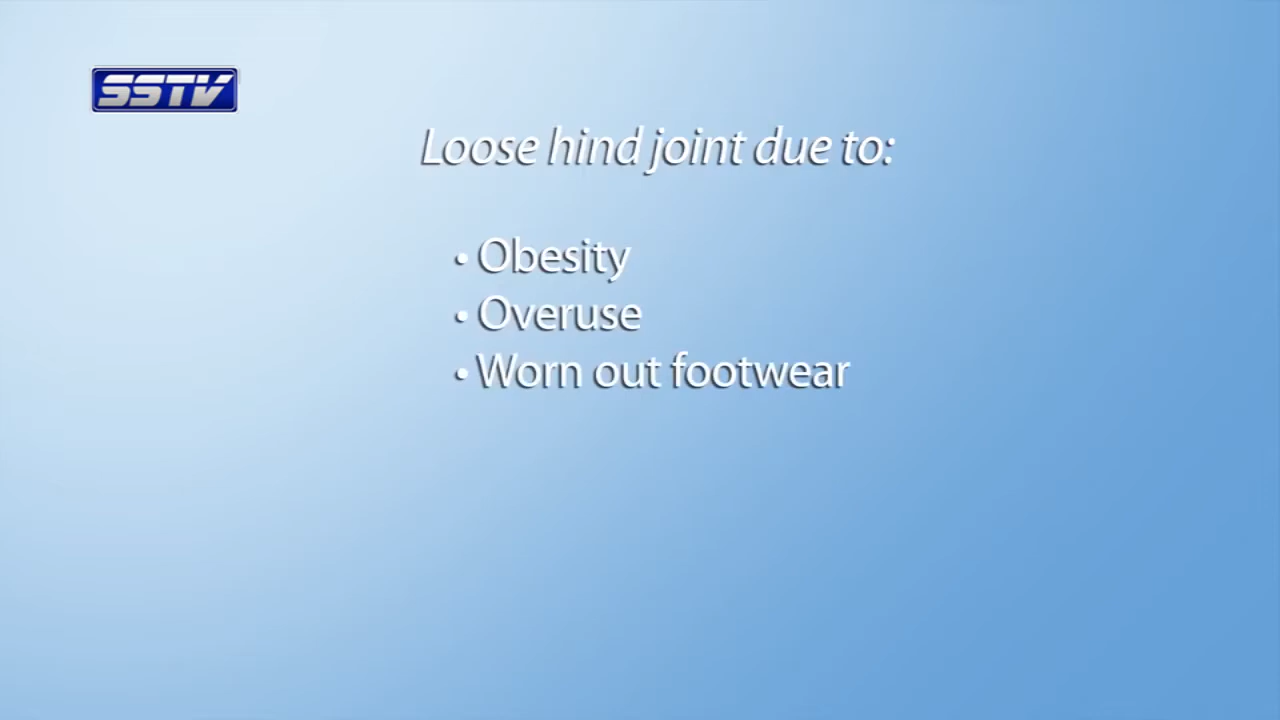 SSTV
Loose hind joint due to:
• Obesity
• Overuse
• Worn out footwear